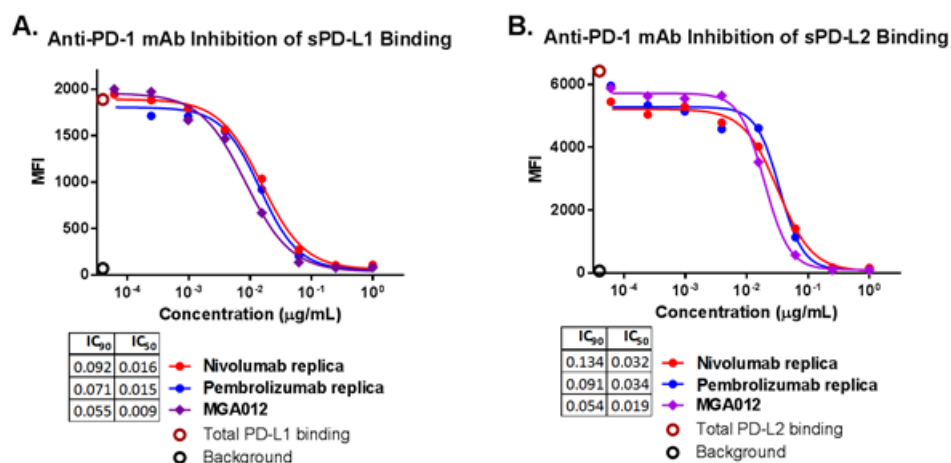 A. Anti-PD-1 mAb Inhibition of sPD-L1 Binding
MFI
2000
1500
1000
500
0
10⁻⁴ 10⁻³ 10⁻² 10⁻¹ 10⁰
Concentration (μg/mL)
IC₉₀ IC₅₀
0.092 0.016 Nivolumab replica
0.071 0.015 Pembrolizumab replica
0.055 0.009 MGA012
Total PD-L1 binding
Background
B. Anti-PD-1 mAb Inhibition of sPD-L2 Binding
MFI
6000
4000
2000
0
10⁻⁴ 10⁻³ 10⁻² 10⁻¹ 10⁰
Concentration (μg/mL)
IC₉₀ IC₅₀
0.134 0.032 Nivolumab replica
0.091 0.034 Pembrolizumab replica
0.054 0.019 MGA012
Total PD-L2 binding
Background